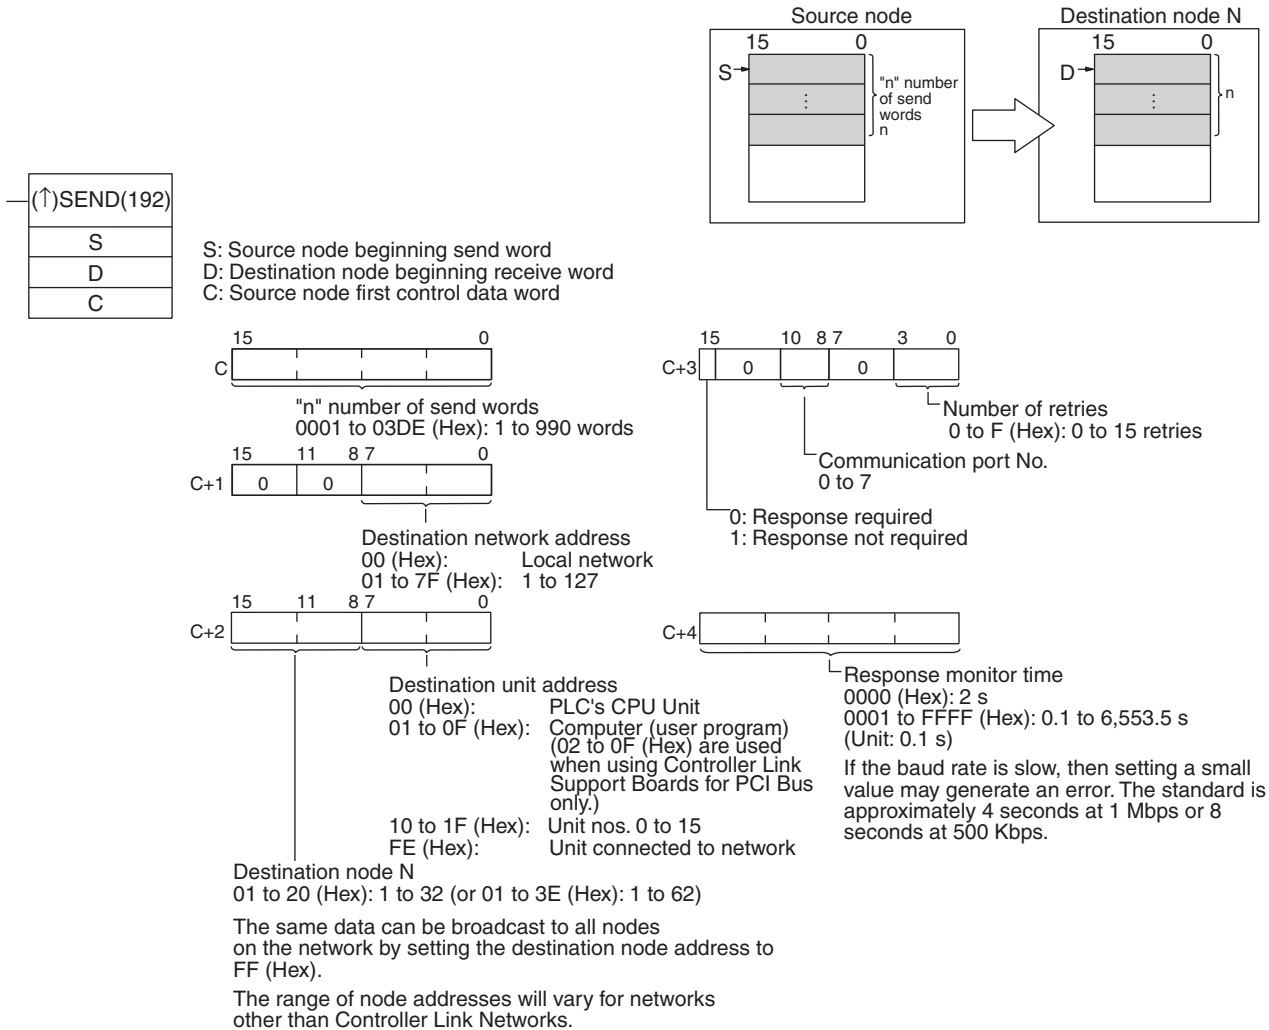 Source node
Destination node N
15 0
15 0
S
D
"n" number
of send
words
n
n
(↑)SEND(192)
S
D
C
S: Source node beginning send word
D: Destination node beginning receive word
C: Source node first control data word
15 0
C
"n" number of send words
0001 to 03DE (Hex): 1 to 990 words
15 11 8 7 0
C+1 0 0
Destination network address
00 (Hex): Local network
01 to 7F (Hex): 1 to 127
15 11 8 7 0
C+2
Destination unit address
00 (Hex): PLC's CPU Unit
01 to 0F (Hex): Computer (user program)
(02 to 0F (Hex) are used
when using Controller Link
Support Boards for PCI Bus
only.)
10 to 1F (Hex): Unit nos. 0 to 15
FE (Hex): Unit connected to network
Destination node N
01 to 20 (Hex): 1 to 32 (or 01 to 3E (Hex): 1 to 62)
The same data can be broadcast to all nodes
on the network by setting the destination node address to
FF (Hex).
The range of node addresses will vary for networks
other than Controller Link Networks.
15 10 8 7 3 0
C+3 0 0
Number of retries
0 to F (Hex): 0 to 15 retries
Communication port No.
0 to 7
0: Response required
1: Response not required
C+4
Response monitor time
0000 (Hex): 2 s
0001 to FFFF (Hex): 0.1 to 6,553.5 s
(Unit: 0.1 s)
If the baud rate is slow, then setting a small
value may generate an error. The standard is
approximately 4 seconds at 1 Mbps or 8
seconds at 500 Kbps.